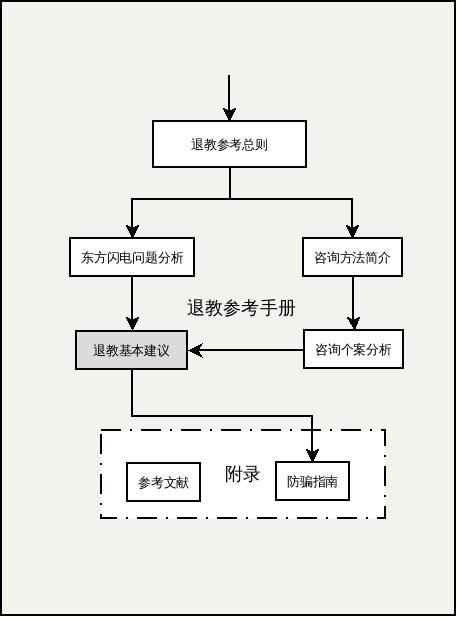 退教参考总则
东方闪电问题分析
咨询方法简介
退教参考手册
退教基本建议
咨询个案分析
参考文献
附录
防骗指南